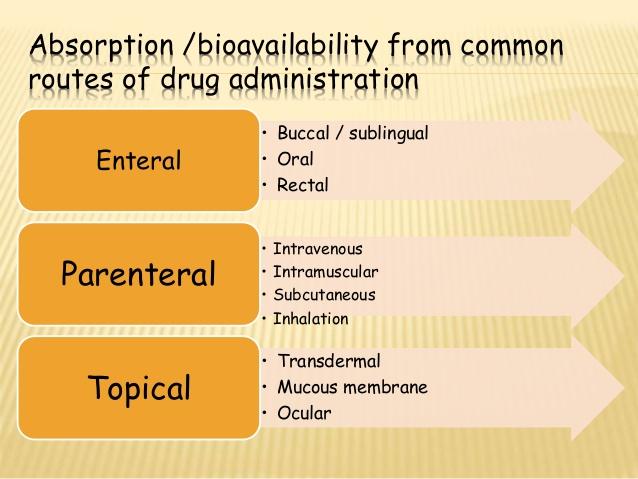 Absorption /bioavailability from common
routes of drug administration
Enteral
• Buccal / sublingual
• Oral
• Rectal
Parenteral
• Intravenous
• Intramuscular
• Subcutaneous
• Inhalation
Topical
• Transdermal
• Mucous membrane
• Ocular